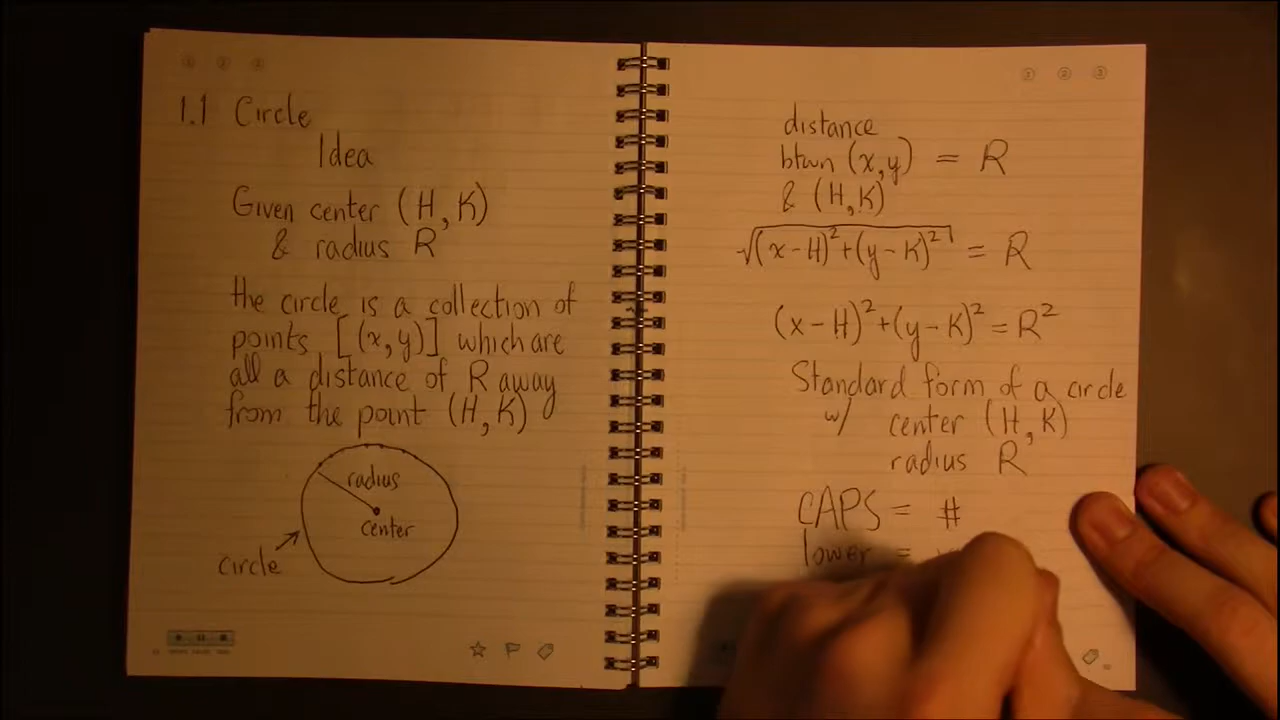 1.1 Circle
Idea
Given center (H, K)
& radius R
the circle is a collection of
points [(x, y)] which are
all a distance of R away
from the point (H, K)
radius
center
circle
distance
btwn (x, y) = R
& (H, K)
√(x-H)²+(y-K)² = R
(x-H)²+(y-K)²=R²
Standard form of a circle
w/ center (H, K)
radius R
CAPS = #
lower =